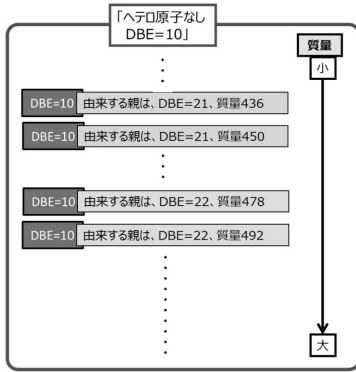 「ヘテロ原子なし
DBE=10」
質量
小
DBE=10 由来する親は、DBE=21、質量436
DBE=10 由来する親は、DBE=21、質量450
DBE=10 由来する親は、DBE=22、質量478
DBE=10 由来する親は、DBE=22、質量492
大